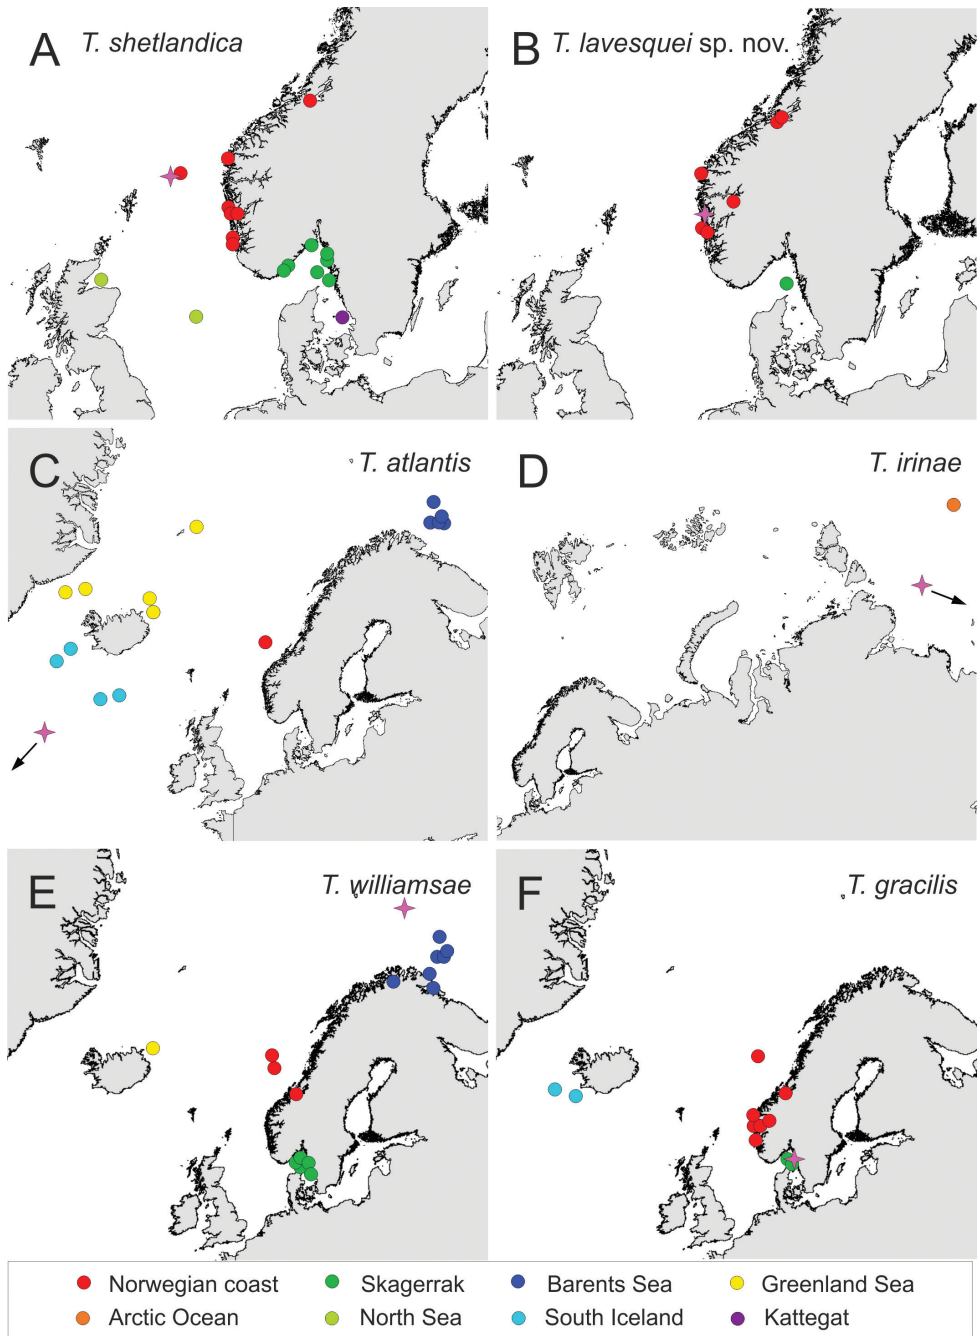 A T. shetlandica
B T. lavesquei sp. nov.
C T. atlantis
D T. irinae
E T. williamsae
F T. gracilis
Norwegian coast Skagerrak Barents Sea Greenland Sea
Arctic Ocean North Sea South Iceland Kattegat